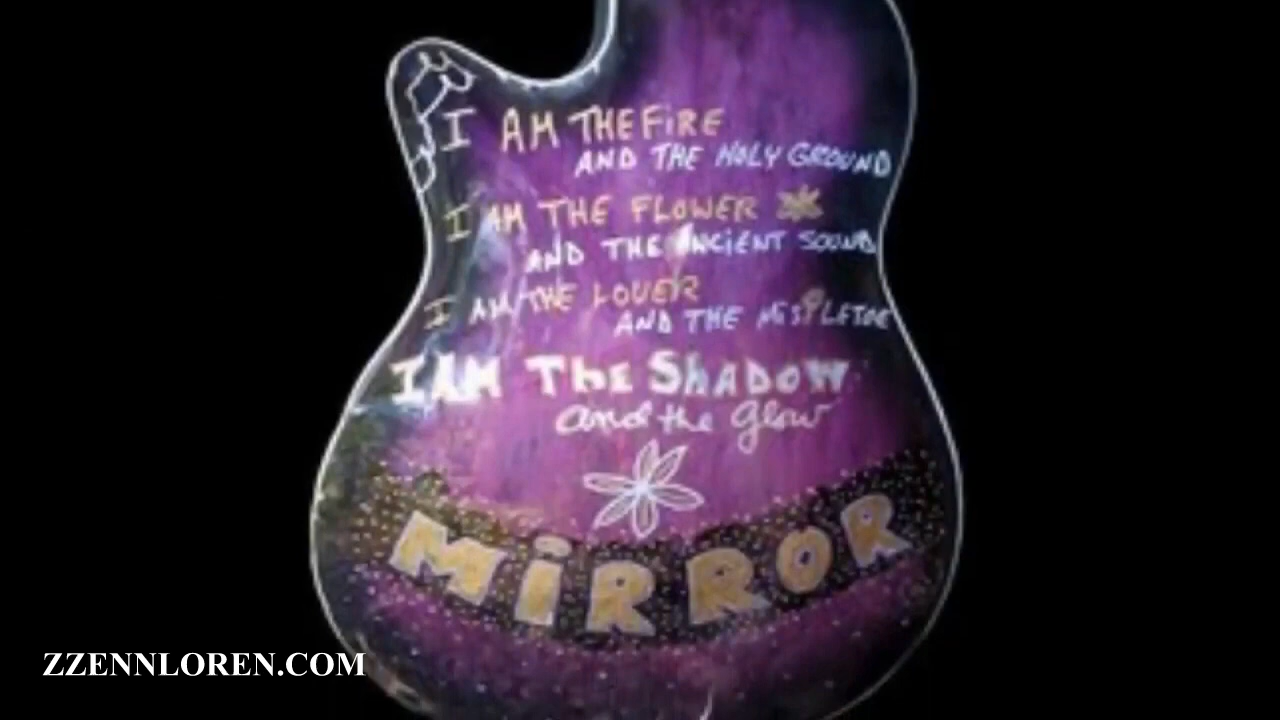 I AM THE FiRE
AND THE HOLY GROUND
I AM THE FLOWER
AND THE ANCiENT SOUND
I AM THE LOVER
AND THE MiSTLETOE
I AM The ShADOW
and the Glow
MiRROR
ZZENNLOREN.COM